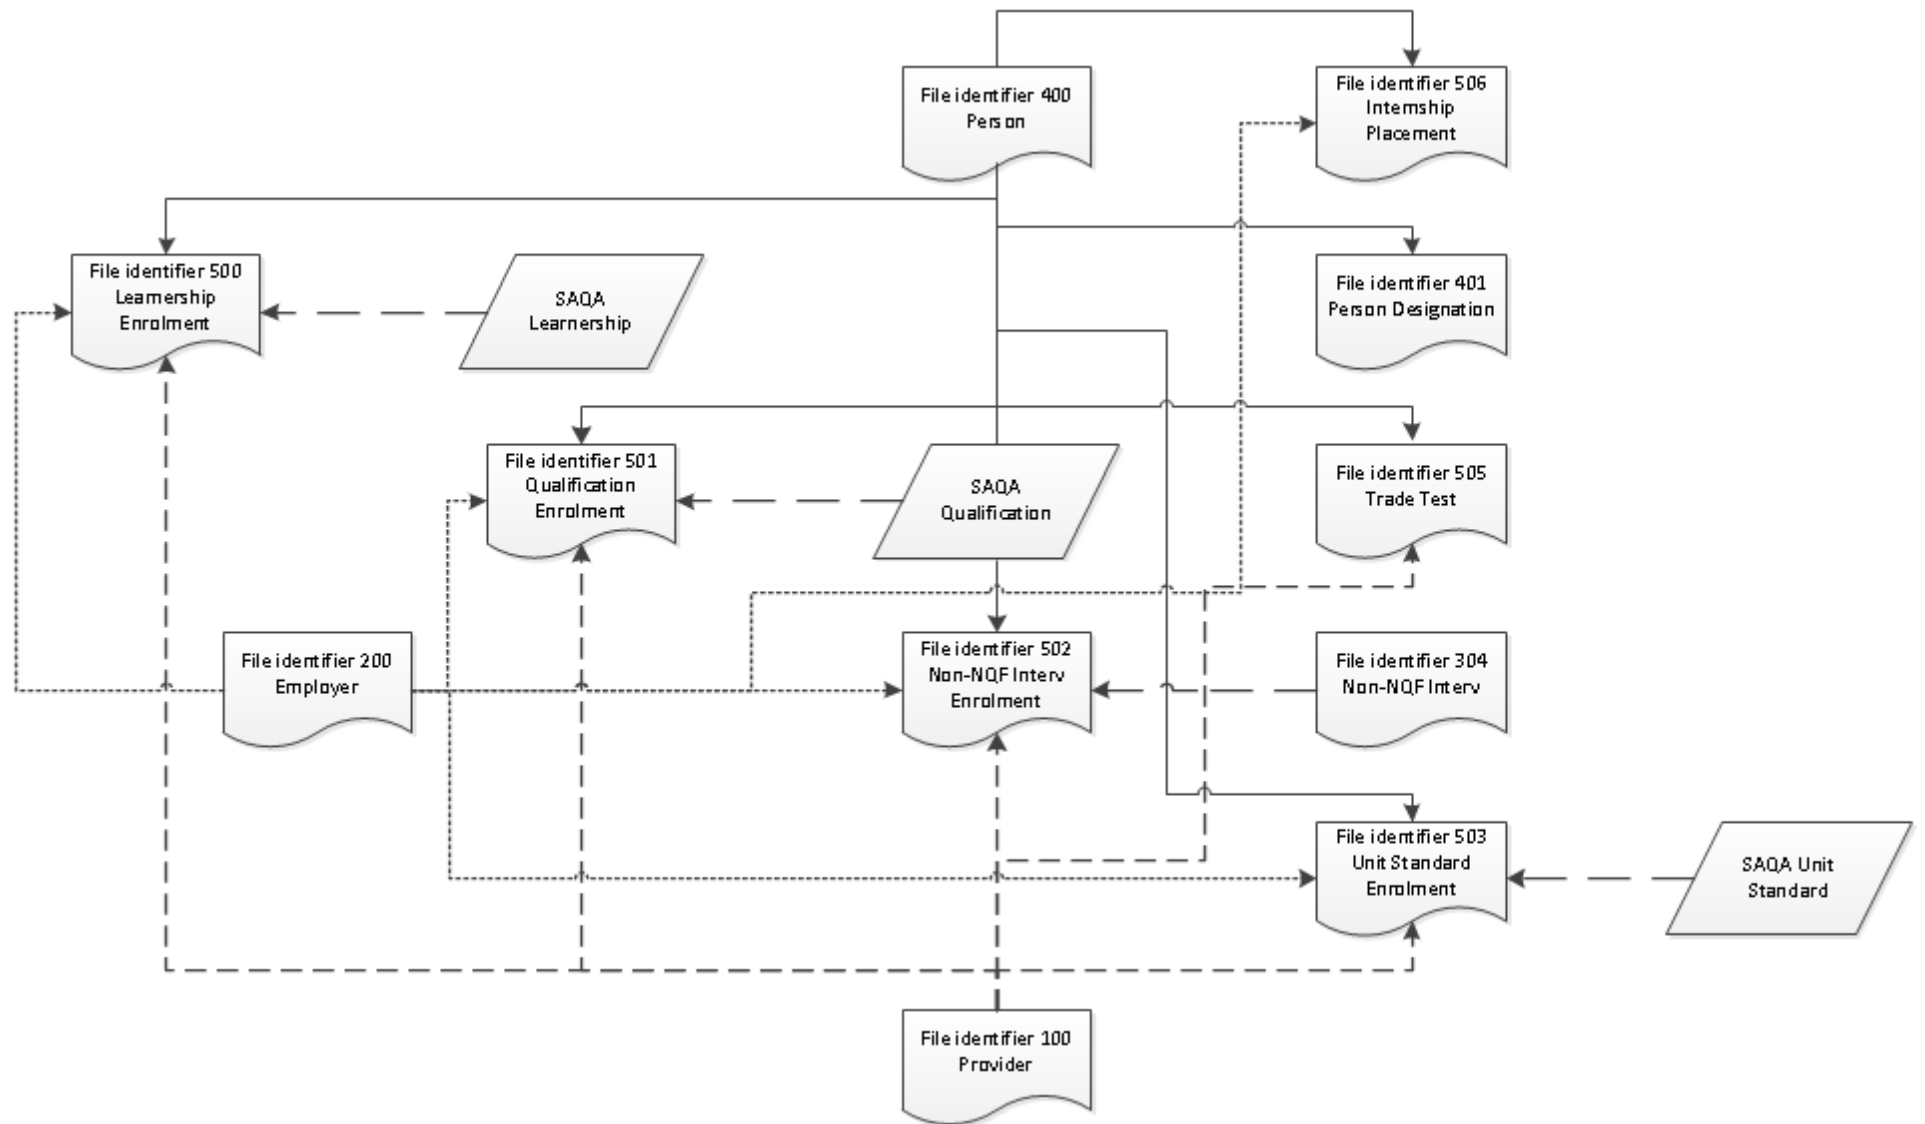 File identifier 400
Person
File identifier 506
Internship
Placement
File identifier 500
Learnership
Enrolment
SAQA
Learnership
File identifier 401
Person Designation
File identifier 501
Qualification
Enrolment
SAQA
Qualification
File identifier 505
Trade Test
File identifier 200
Employer
File identifier 502
Non-NQF Interv
Enrolment
File identifier 304
Non-NQF Interv
File identifier 503
Unit Standard
Enrolment
SAQA Unit
Standard
File identifier 100
Provider